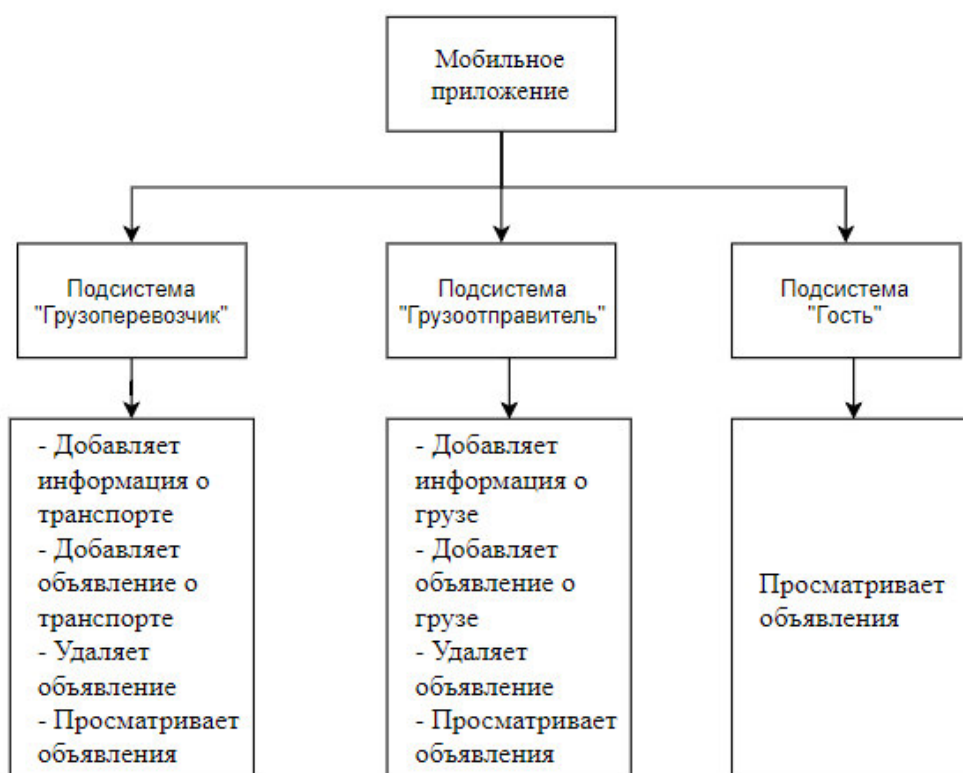 Мобильное
приложение
Подсистема
"Грузоперевозчик"
Подсистема
"Грузоотправитель"
Подсистема
"Гость"
- Добавляет
информация о
транспорте
- Добавляет
объявление о
транспорте
- Удаляет
объявление
- Просматривает
объявления
- Добавляет
информация о
грузе
- Добавляет
объявление о
грузе
- Удаляет
объявление
- Просматривает
объявления
Просматривает
объявления